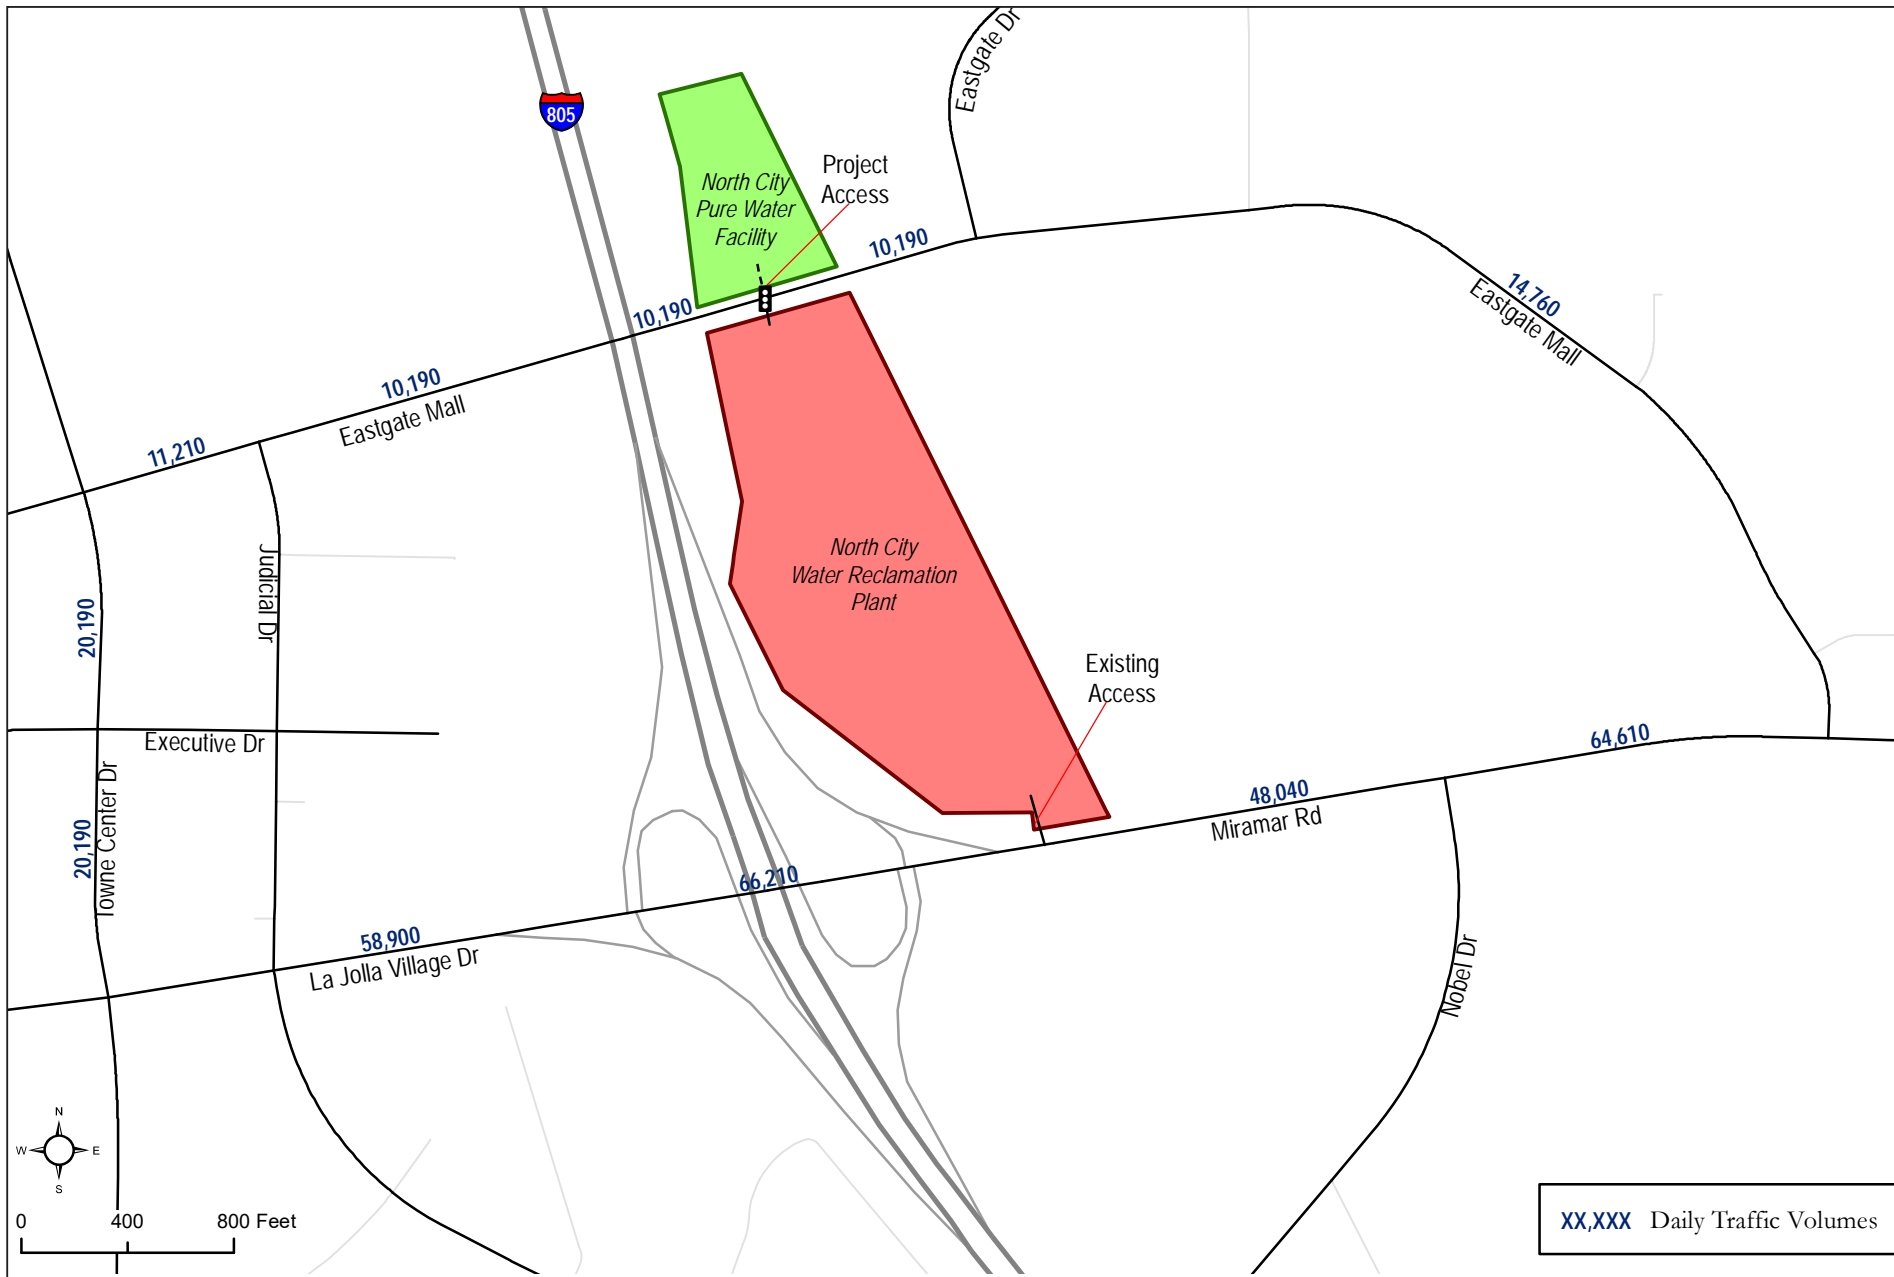 Eastgate Dr
805
Project
Access
North City
Pure Water
Facility
10,190
10,190
14,760
Eastgate Mall
10,190
Eastgate Mall
11,210
Judicial Dr
North City
Water Reclamation
Plant
20,190
Existing
Access
Executive Dr
64,610
Towne Center Dr
20,190
48,040
Miramar Rd
66,210
58,900
La Jolla Village Dr
Nobel Dr
N
W
E
S
0
400
800 Feet
XX,XXX Daily Traffic Volumes